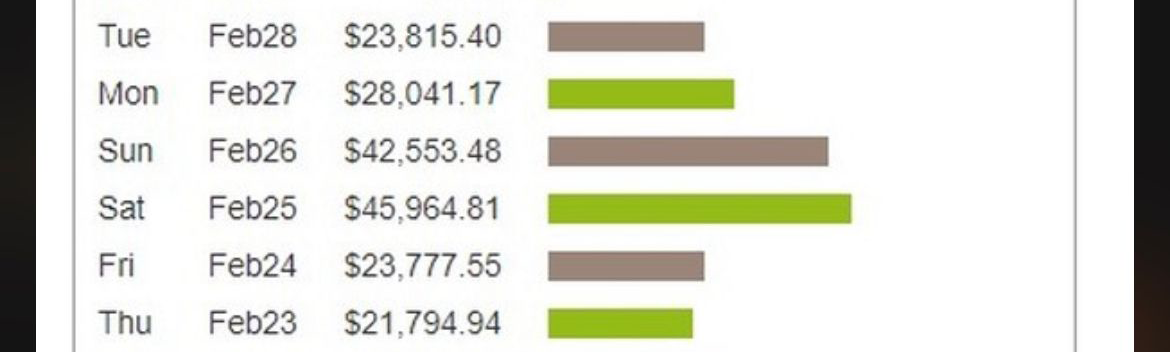 Tue Feb28 $23,815.40
Mon Feb27 $28,041.17
Sun Feb26 $42,553.48
Sat Feb25 $45,964.81
Fri Feb24 $23,777.55
Thu Feb23 $21,794.94